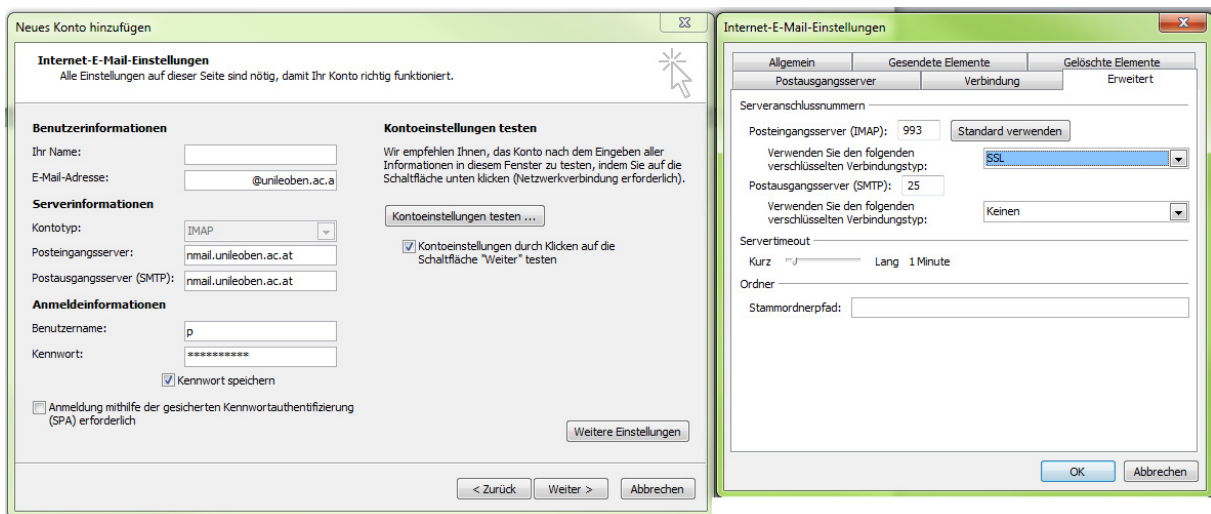 Neues Konto hinzufügen
Internet-E-Mail-Einstellungen
Alle Einstellungen auf dieser Seite sind nötig, damit Ihr Konto richtig funktioniert.
Benutzerinformationen
Ihr Name:
E-Mail-Adresse:
@unileoben.ac.a
Serverinformationen
Kontotyp:
IMAP
Posteingangsserver:
nmail.unileoben.ac.at
Postausgangsserver (SMTP):
nmail.unileoben.ac.at
Anmeldeinformationen
Benutzername:
p
Kennwort:
**********
Kennwort speichern
Anmeldung mithilfe der gesicherten Kennwortauthentifizierung
(SPA) erforderlich
Kontoeinstellungen testen
Wir empfehlen Ihnen, das Konto nach dem Eingeben aller
Informationen in diesem Fenster zu testen, indem Sie auf die
Schaltfläche unten klicken (Netzwerkverbindung erforderlich).
Kontoeinstellungen testen ...
Kontoeinstellungen durch Klicken auf die
Schaltfläche "Weiter" testen
Weitere Einstellungen
< Zurück
Weiter >
Abbrechen
Internet-E-Mail-Einstellungen
Allgemein
Gesendete Elemente
Gelöschte Elemente
Postausgangsserver
Verbindung
Erweitert
Serveranschlussnummern
Posteingangsserver (IMAP): 993 Standard verwenden
Verwenden Sie den folgenden
verschlüsselten Verbindungstyp:
SSL
Postausgangsserver (SMTP): 25
Verwenden Sie den folgenden
verschlüsselten Verbindungstyp:
Keinen
Servertimeout
Kurz Lang 1 Minute
Ordner
Stammordnerpfad:
OK
Abbrechen